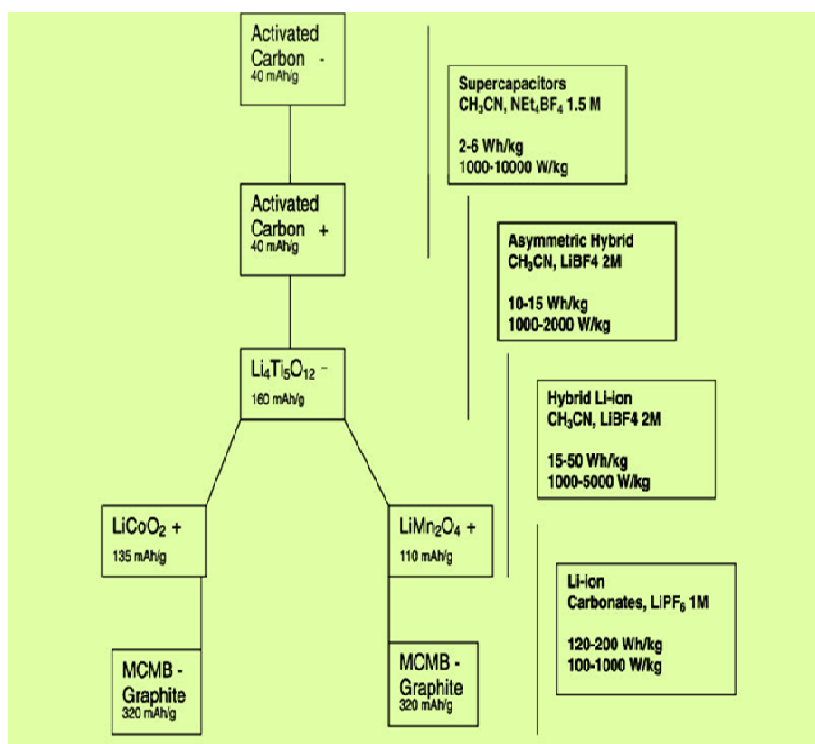 Activated
Carbon -
40 mAh/g
Supercapacitors
CH₃CN, NEt₄BF₄ 1.5 M
2-6 Wh/kg
1000-10000 W/kg
Activated
Carbon +
40 mAh/g
Asymmetric Hybrid
CH₃CN, LiBF4 2M
10-15 Wh/kg
1000-2000 W/kg
Li₄Ti₅O₁₂ -
160 mAh/g
Hybrid Li-ion
CH₃CN, LiBF4 2M
15-50 Wh/kg
1000-5000 W/kg
LiCoO₂ +
135 mAh/g
LiMn₂O₄ +
110 mAh/g
Li-ion
Carbonates, LiPF₆ 1M
120-200 Wh/kg
100-1000 W/kg
MCMB -
Graphite
320 mAh/g
MCMB -
Graphite
320 mAh/g